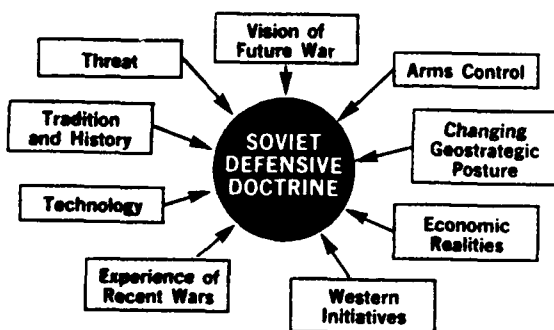 Vision of
Future War
Threat
Arms Control
Tradition
and History
SOVIET
DEFENSIVE
DOCTRINE
Changing
Geostrategic
Posture
Technology
Economic
Realities
Experience of
Recent Wars
Western
Initiatives